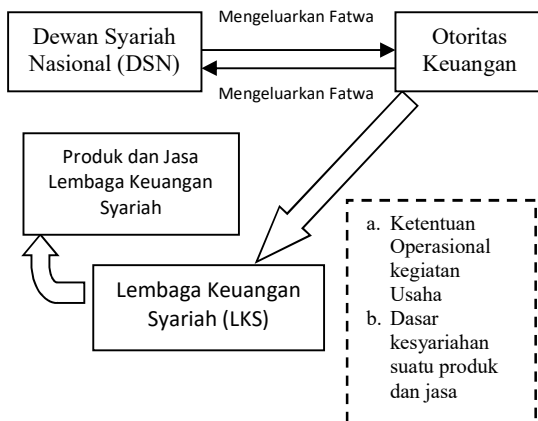 Mengeluarkan Fatwa
Dewan Syariah
Nasional (DSN)
Otoritas
Keuangan
Mengeluarkan Fatwa
Produk dan Jasa
Lembaga Keuangan
Syariah
Lembaga Keuangan
Syariah (LKS)
a. Ketentuan
Operasional
kegiatan
Usaha
b. Dasar
kesyariahan
suatu produk
dan jasa